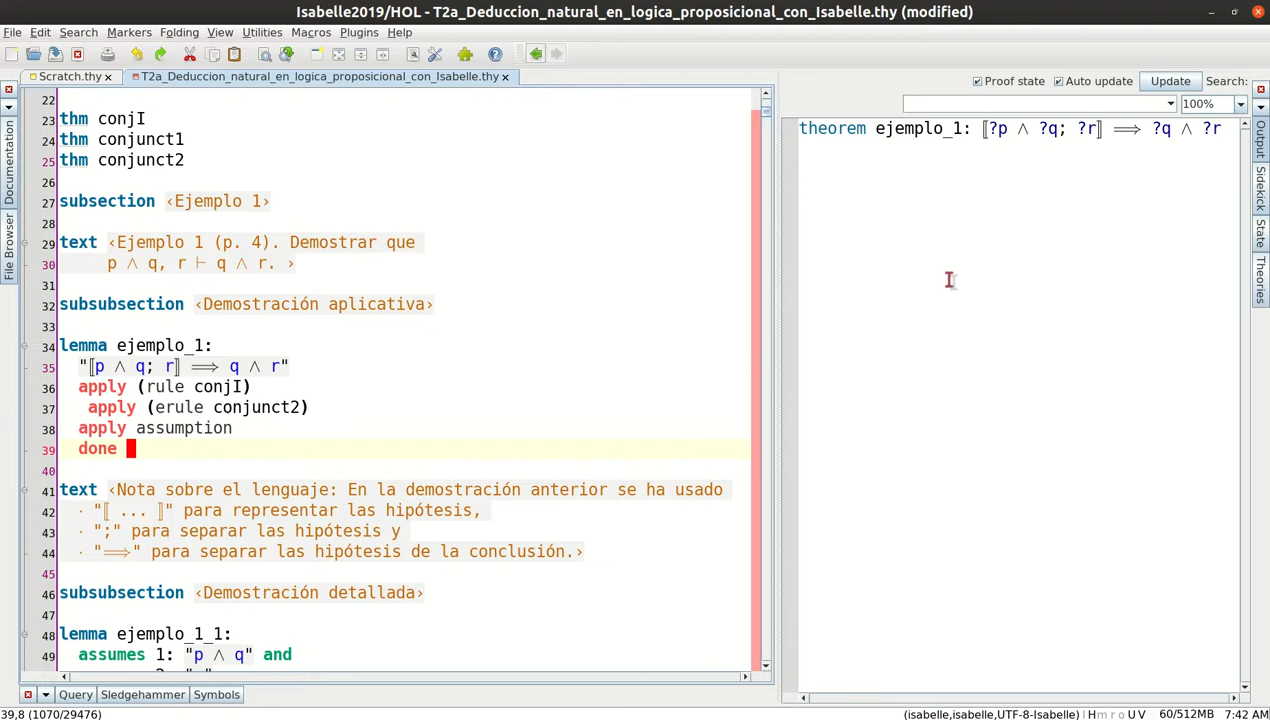 Isabelle2019/HOL - T2a_Deduccion_natural_en_logica_proposicional_con_Isabelle.thy (modified)
File Edit Search Markers Folding View Utilities Macros Plugins Help
Scratch.thy T2a_Deduccion_natural_en_logica_proposicional_con_Isabelle.thy
Proof state Auto update Update Search:
100%
Documentation
File Browser
22
23 thm conjI
24 thm conjunct1
25 thm conjunct2
26
27 subsection ‹Ejemplo 1›
28
29 text ‹Ejemplo 1 (p. 4). Demostrar que
30 p ∧ q, r ⊢ q ∧ r. ›
31
32 subsubsection ‹Demostración aplicativa›
33
34 lemma ejemplo_1:
35 "⟦p ∧ q; r⟧ ⟹ q ∧ r"
36 apply (rule conjI)
37 apply (erule conjunct2)
38 apply assumption
39 done
40
41 text ‹Nota sobre el lenguaje: En la demostración anterior se ha usado
42 · "⟦ ... ⟧" para representar las hipótesis,
43 · ";" para separar las hipótesis y
44 · "⟹" para separar las hipótesis de la conclusión.›
45
46 subsubsection ‹Demostración detallada›
47
48 lemma ejemplo_1_1:
49 assumes 1: "p ∧ q" and
theorem ejemplo_1: ⟦?p ∧ ?q; ?r⟧ ⟹ ?q ∧ ?r
Output
Sidekick
State
Theories
Query Sledgehammer Symbols
39,8 (1070/29476) (isabelle,isabelle,UTF-8-Isabelle) | H m r o U V 60/512MB 7:42 AM